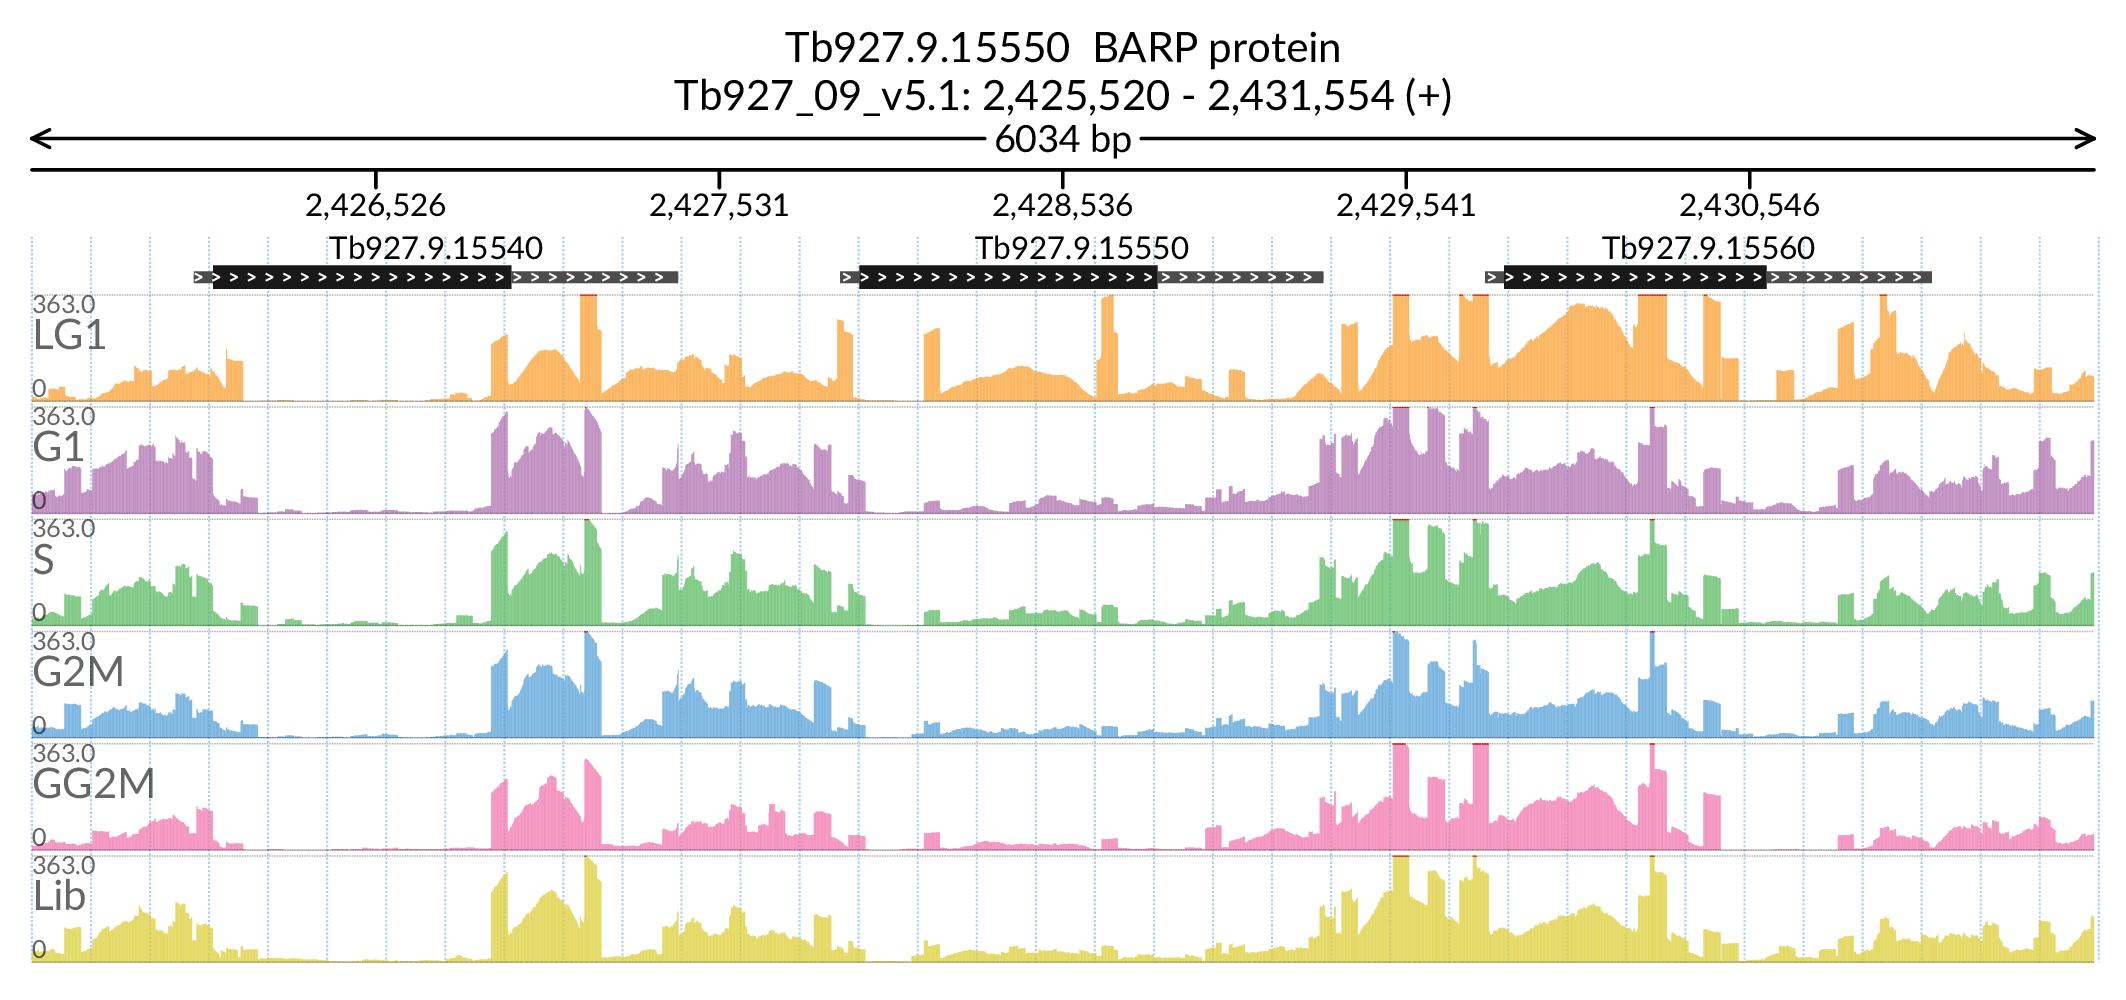 Tb927.9.15550 BARP protein
Tb927_09_v5.1: 2,425,520 - 2,431,554 (+)
6034 bp
2,426,526 2,427,531 2,428,536 2,429,541 2,430,546
Tb927.9.15540 Tb927.9.15550 Tb927.9.15560
363.0
LG1
0
363.0
G1
0
363.0
S
0
363.0
G2M
0
363.0
GG2M
0
363.0
Lib
0